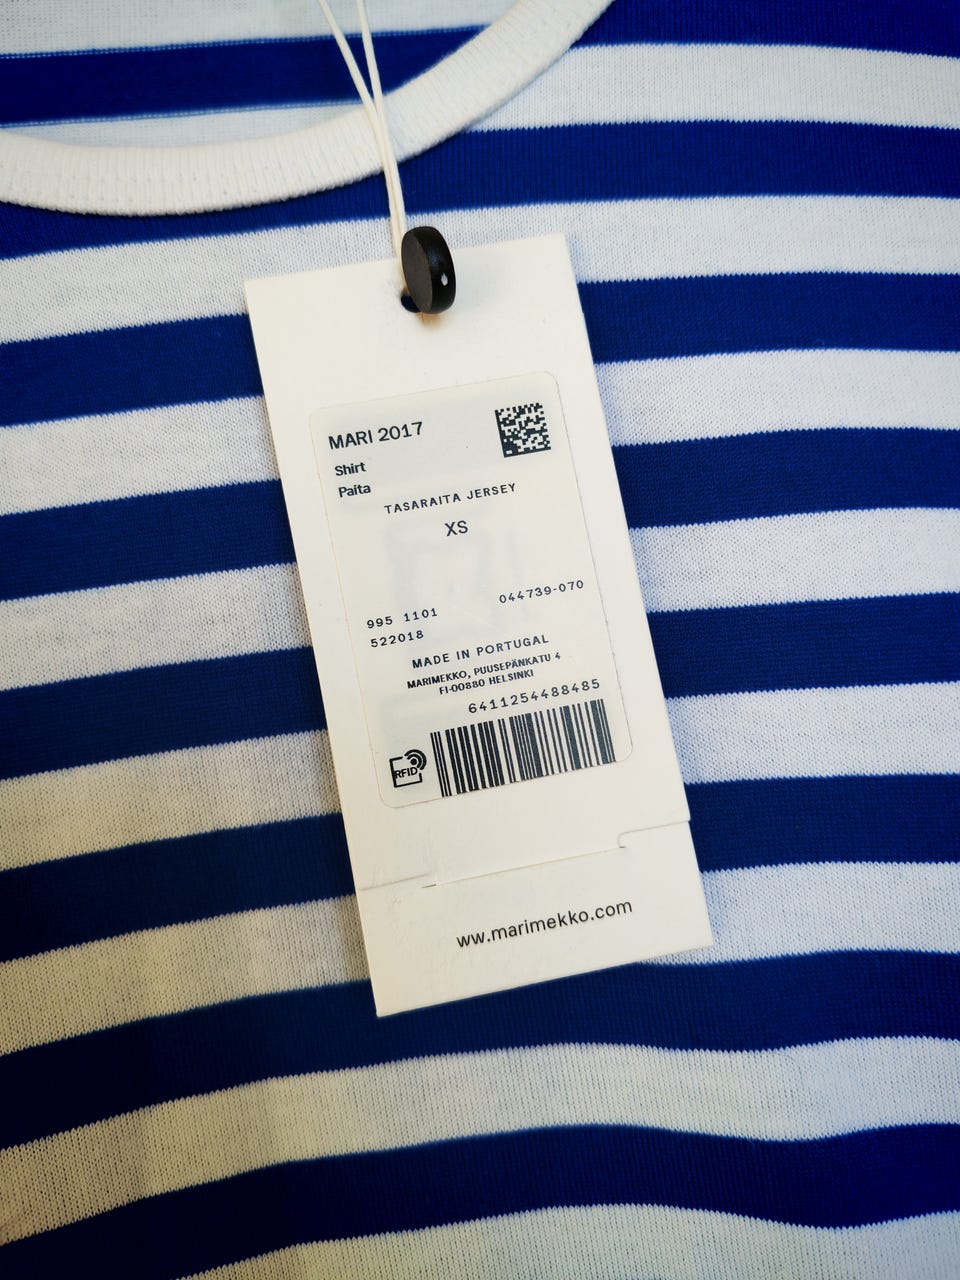 MARI 2017
Shirt
Paita
TASARAITA JERSEY
XS
995 1101
044739-070
522018
MADE IN PORTUGAL
MARIMEKKO, PUUSEPÄNKATU 4
FI-00880 HELSINKI
6411254488485
RFID
ww.marimekko.com